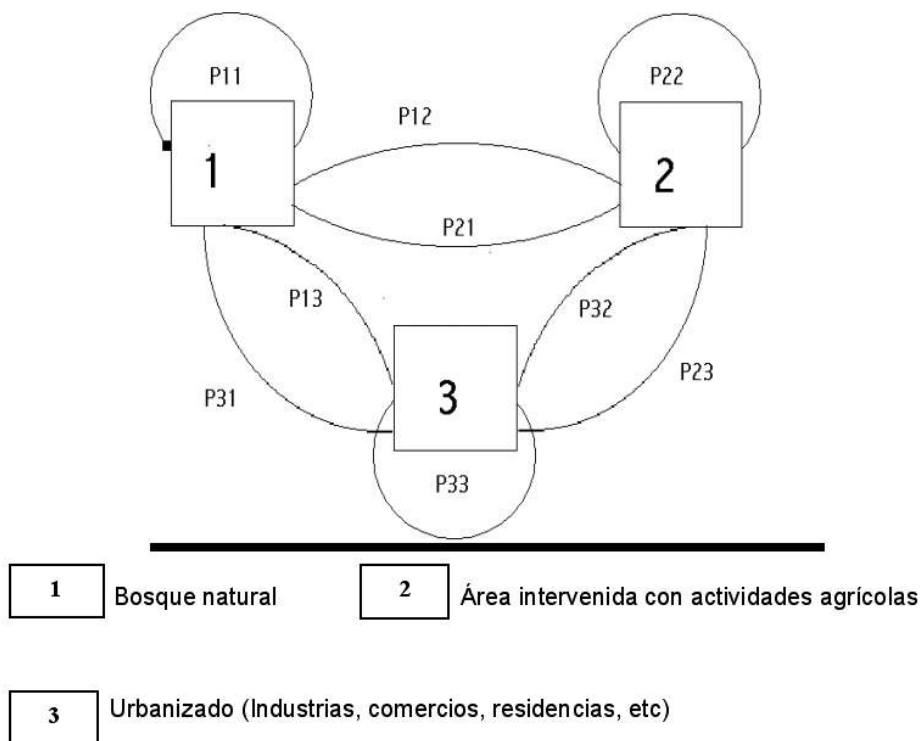 P11
P22
P12
1
2
P21
P13
P32
P31
3
P23
P33
1 Bosque natural
2 Área intervenida con actividades agrícolas
3 Urbanizado (Industrias, comercios, residencias, etc)